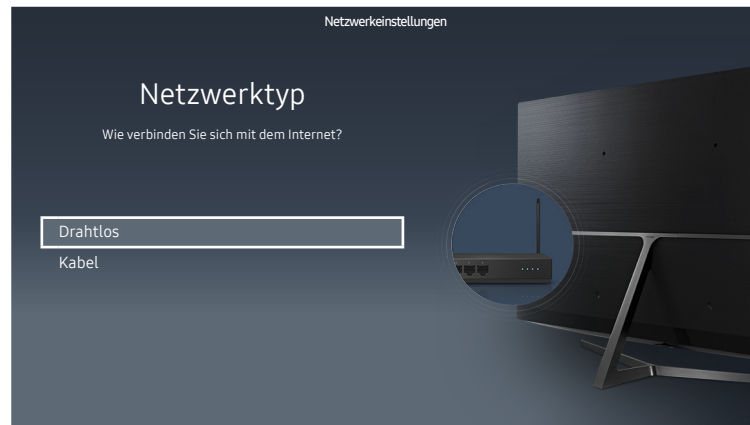 Netzwerkeinstellungen
Netzwerktyp
Wie verbinden Sie sich mit dem Internet?
Drahtlos
Kabel